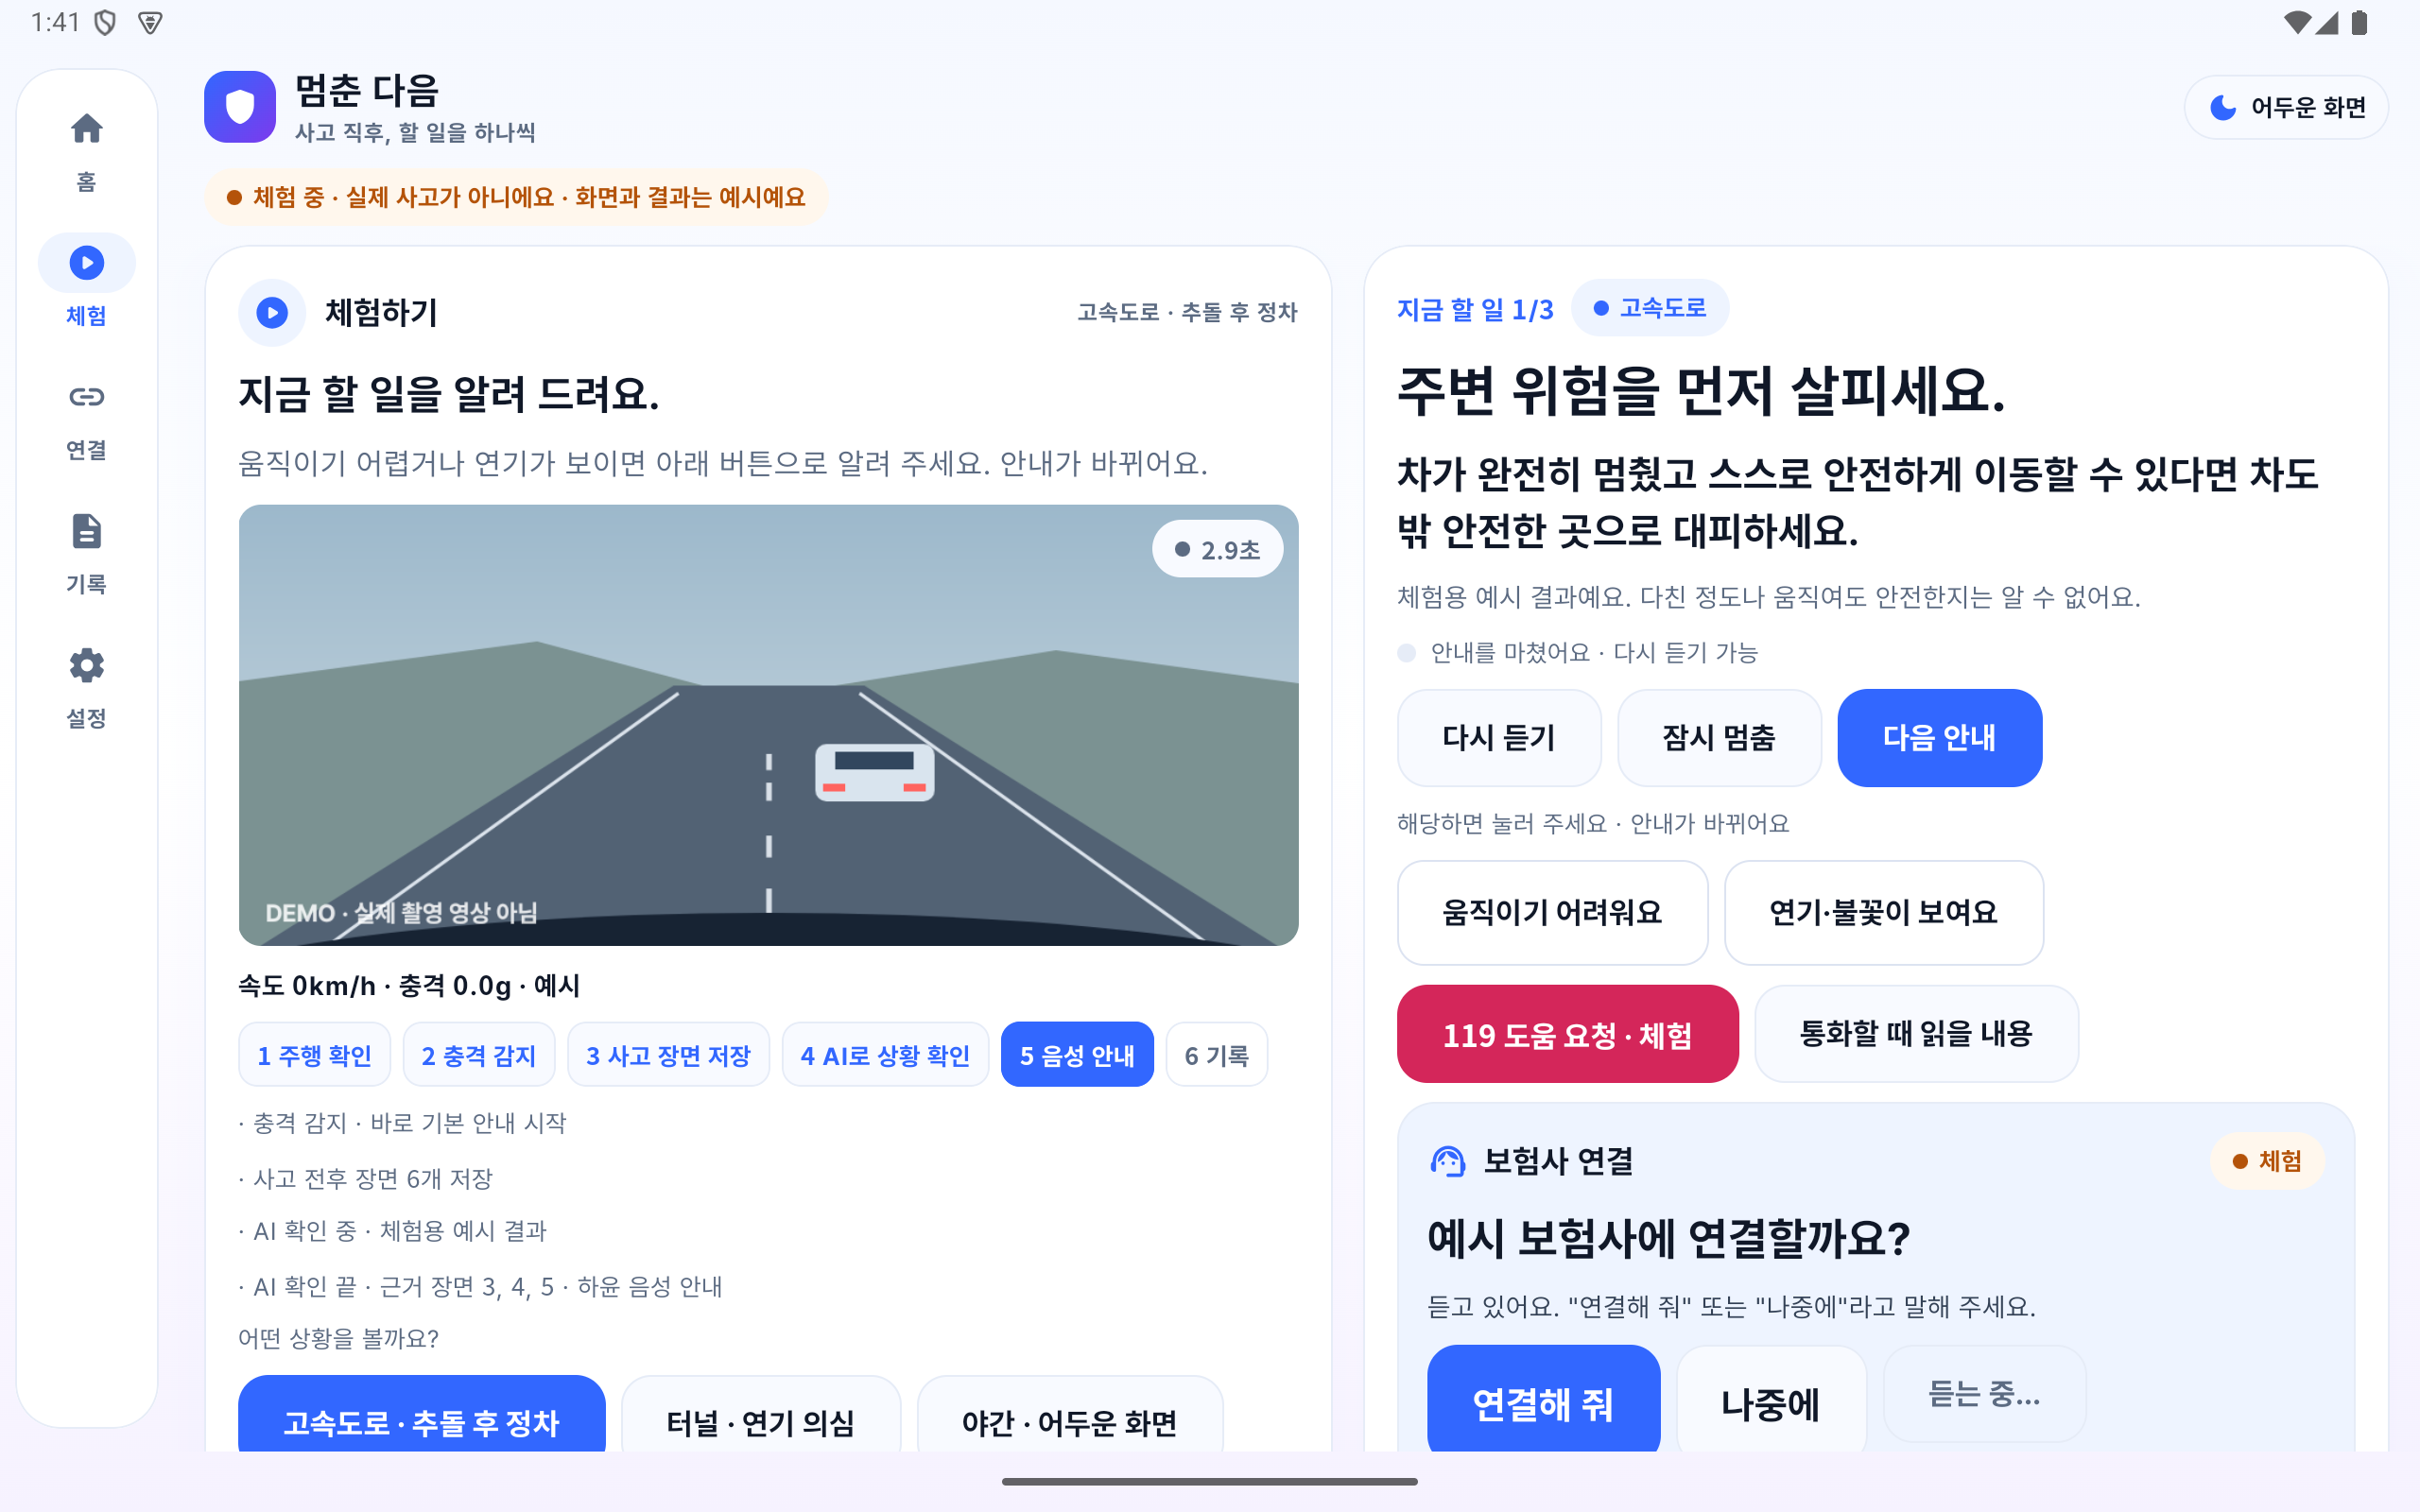 1:41
멈춘 다음
사고 직후, 할 일을 하나씩
어두운 화면
체험 중 · 실제 사고가 아니에요 · 화면과 결과는 예시예요
홈
체험
연결
기록
설정
체험하기
고속도로 · 추돌 후 정차
지금 할 일을 알려 드려요.
움직이기 어렵거나 연기가 보이면 아래 버튼으로 알려 주세요. 안내가 바뀌어요.
2.9초
DEMO · 실제 촬영 영상 아님
속도 0km/h · 충격 0.0g · 예시
1 주행 확인
2 충격 감지
3 사고 장면 저장
4 AI로 상황 확인
5 음성 안내
6 기록
· 충격 감지 · 바로 기본 안내 시작
· 사고 전후 장면 6개 저장
· AI 확인 중 · 체험용 예시 결과
· AI 확인 끝 · 근거 장면 3, 4, 5 · 하윤 음성 안내
어떤 상황을 볼까요?
고속도로 · 추돌 후 정차
터널 · 연기 의심
야간 · 어두운 화면
지금 할 일 1/3
고속도로
주변 위험을 먼저 살피세요.
차가 완전히 멈췄고 스스로 안전하게 이동할 수 있다면 차도
밖 안전한 곳으로 대피하세요.
체험용 예시 결과예요. 다친 정도나 움직여도 안전한지는 알 수 없어요.
안내를 마쳤어요 · 다시 듣기 가능
다시 듣기
잠시 멈춤
다음 안내
해당하면 눌러 주세요 · 안내가 바뀌어요
움직이기 어려워요
연기·불꽃이 보여요
119 도움 요청 · 체험
통화할 때 읽을 내용
보험사 연결
체험
예시 보험사에 연결할까요?
듣고 있어요. "연결해 줘" 또는 "나중에"라고 말해 주세요.
연결해 줘
나중에
듣는 중...